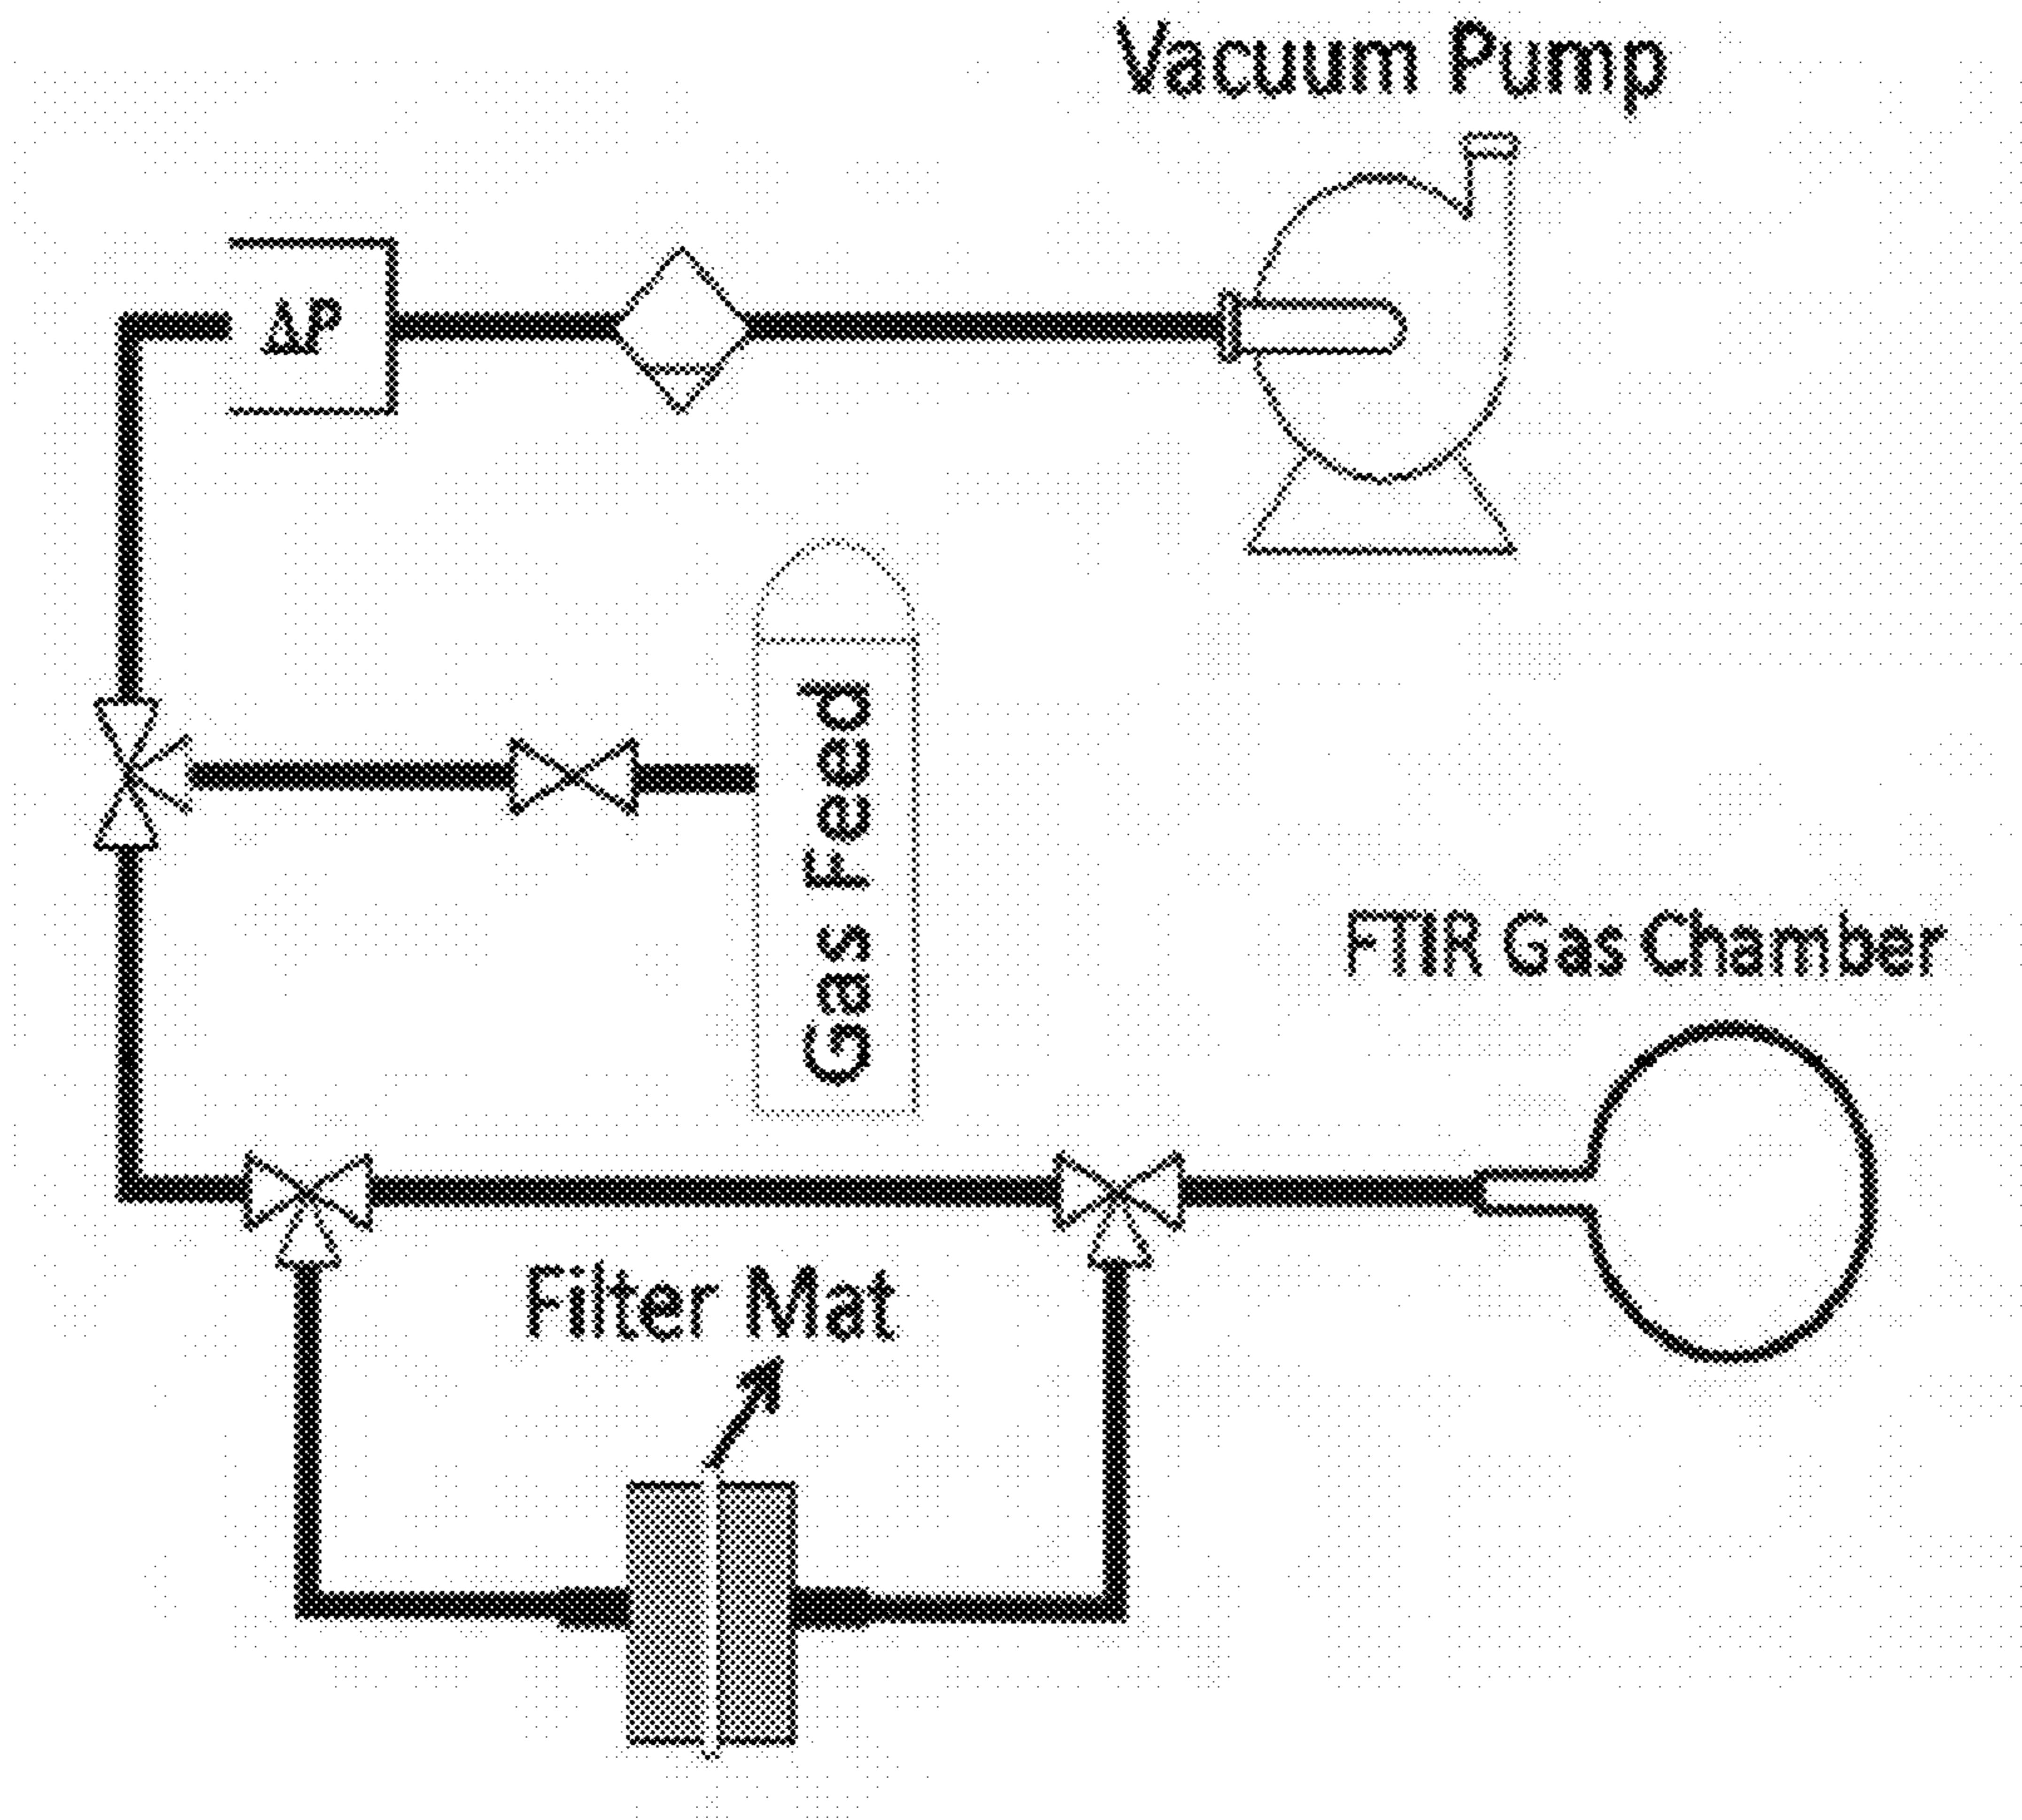 Vacuum Pump
ΔP
Gas Feed
FTIR Gas Chamber
Filter Mat